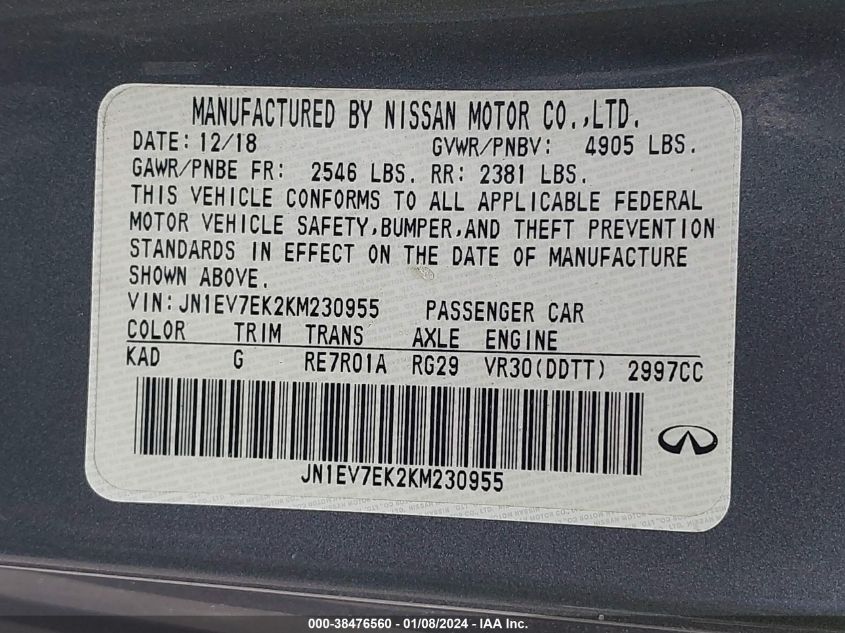 MANUFACTURED BY NISSAN MOTOR CO.,LTD.
DATE: 12/18 GVWR/PNBV: 4905 LBS.
GAWR/PNBE FR: 2546 LBS. RR: 2381 LBS.
THIS VEHICLE CONFORMS TO ALL APPLICABLE FEDERAL
MOTOR VEHICLE SAFETY,BUMPER,AND THEFT PREVENTION
STANDARDS IN EFFECT ON THE DATE OF MANUFACTURE
SHOWN ABOVE.
VIN:JN1EV7EK2KM230955 PASSENGER CAR
COLOR TRIM TRANS AXLE ENGINE
KAD G RE7R01A RG29 VR30(DDTT) 2997CC
JN1EV7EK2KM230955
000-38476560 - 01/08/2024 - IAA Inc.